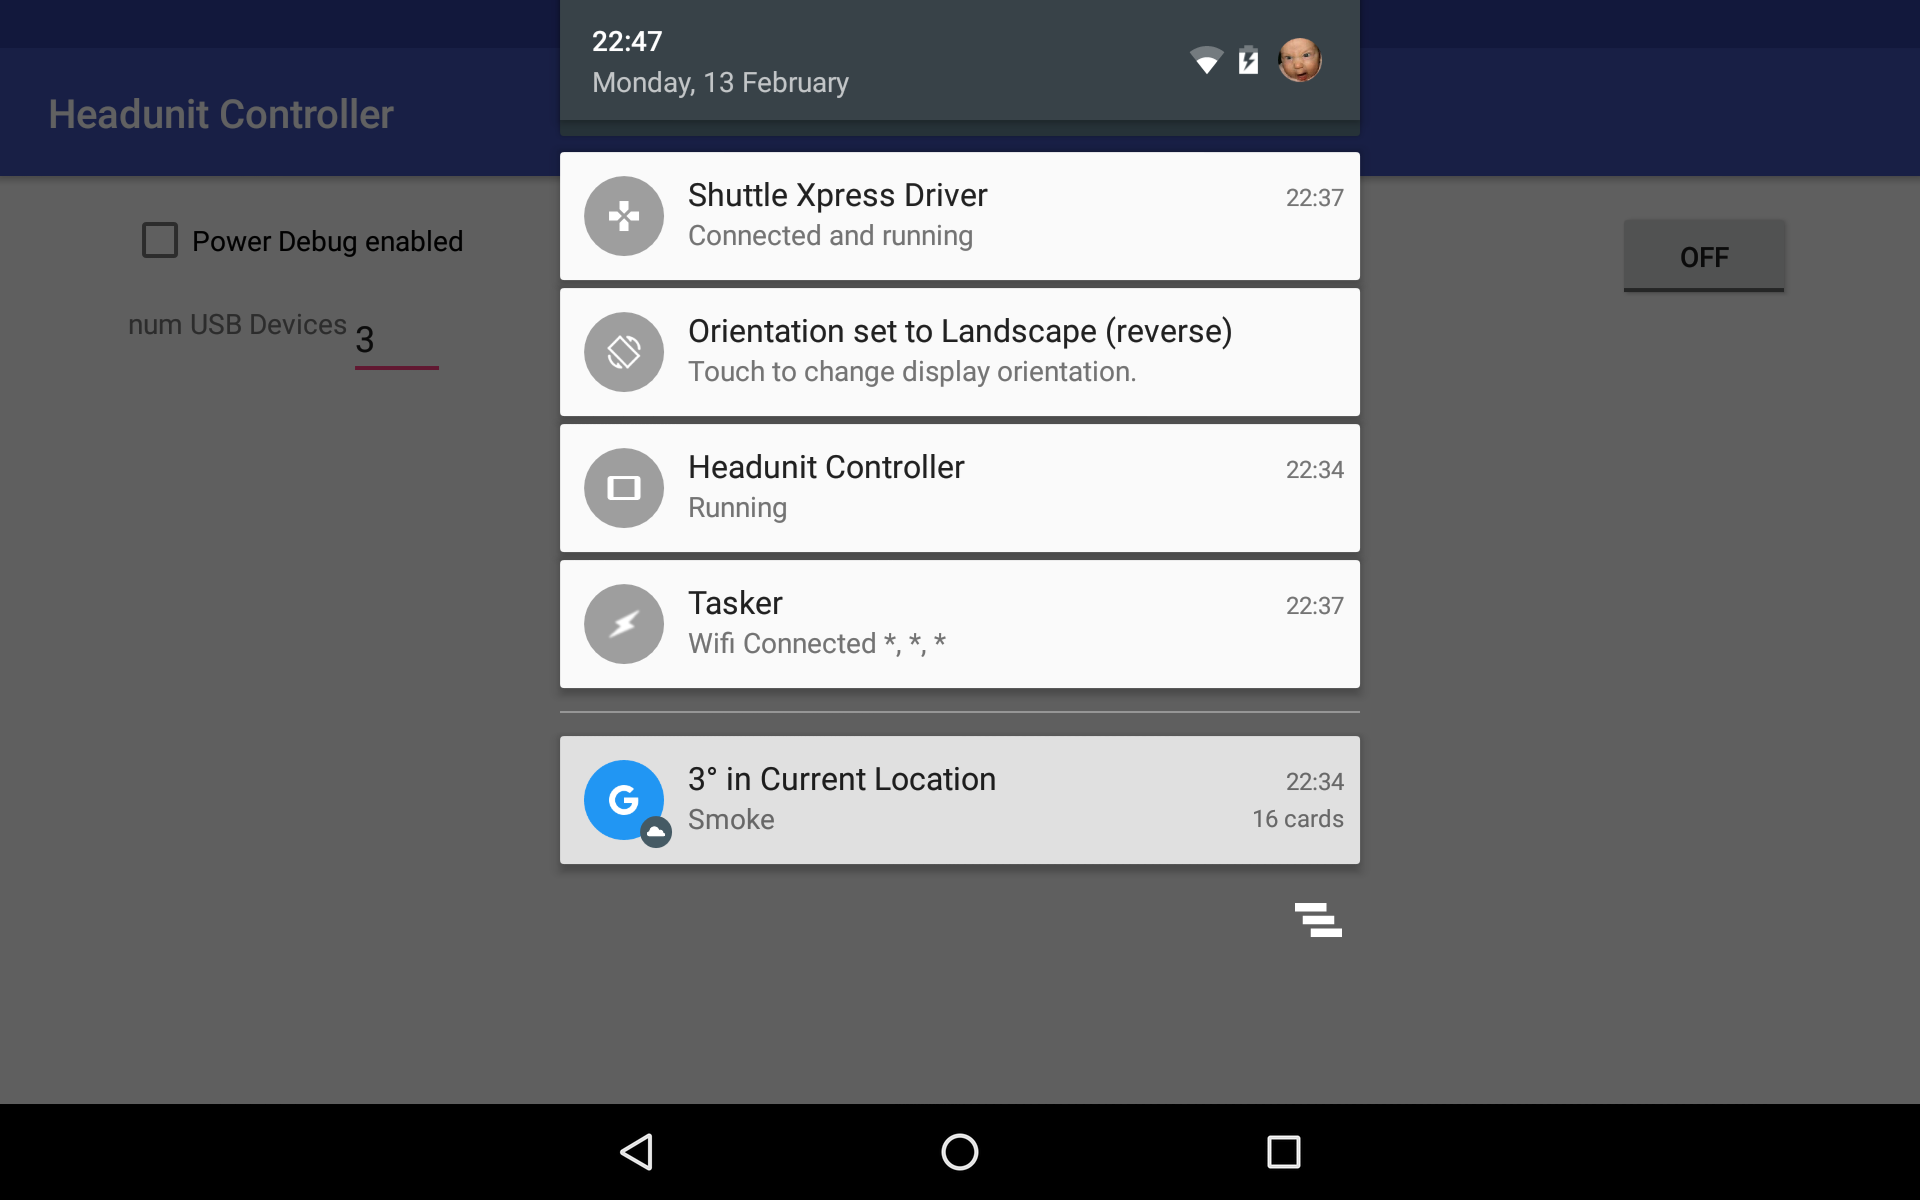 22:47
Monday, 13 February
Headunit Controller
Power Debug enabled
OFF
num USB Devices 3
Shuttle Xpress Driver 22:37
Connected and running
Orientation set to Landscape (reverse)
Touch to change display orientation.
Headunit Controller 22:34
Running
Tasker 22:37
Wifi Connected *, *, *
G
3° in Current Location 22:34
Smoke 16 cards